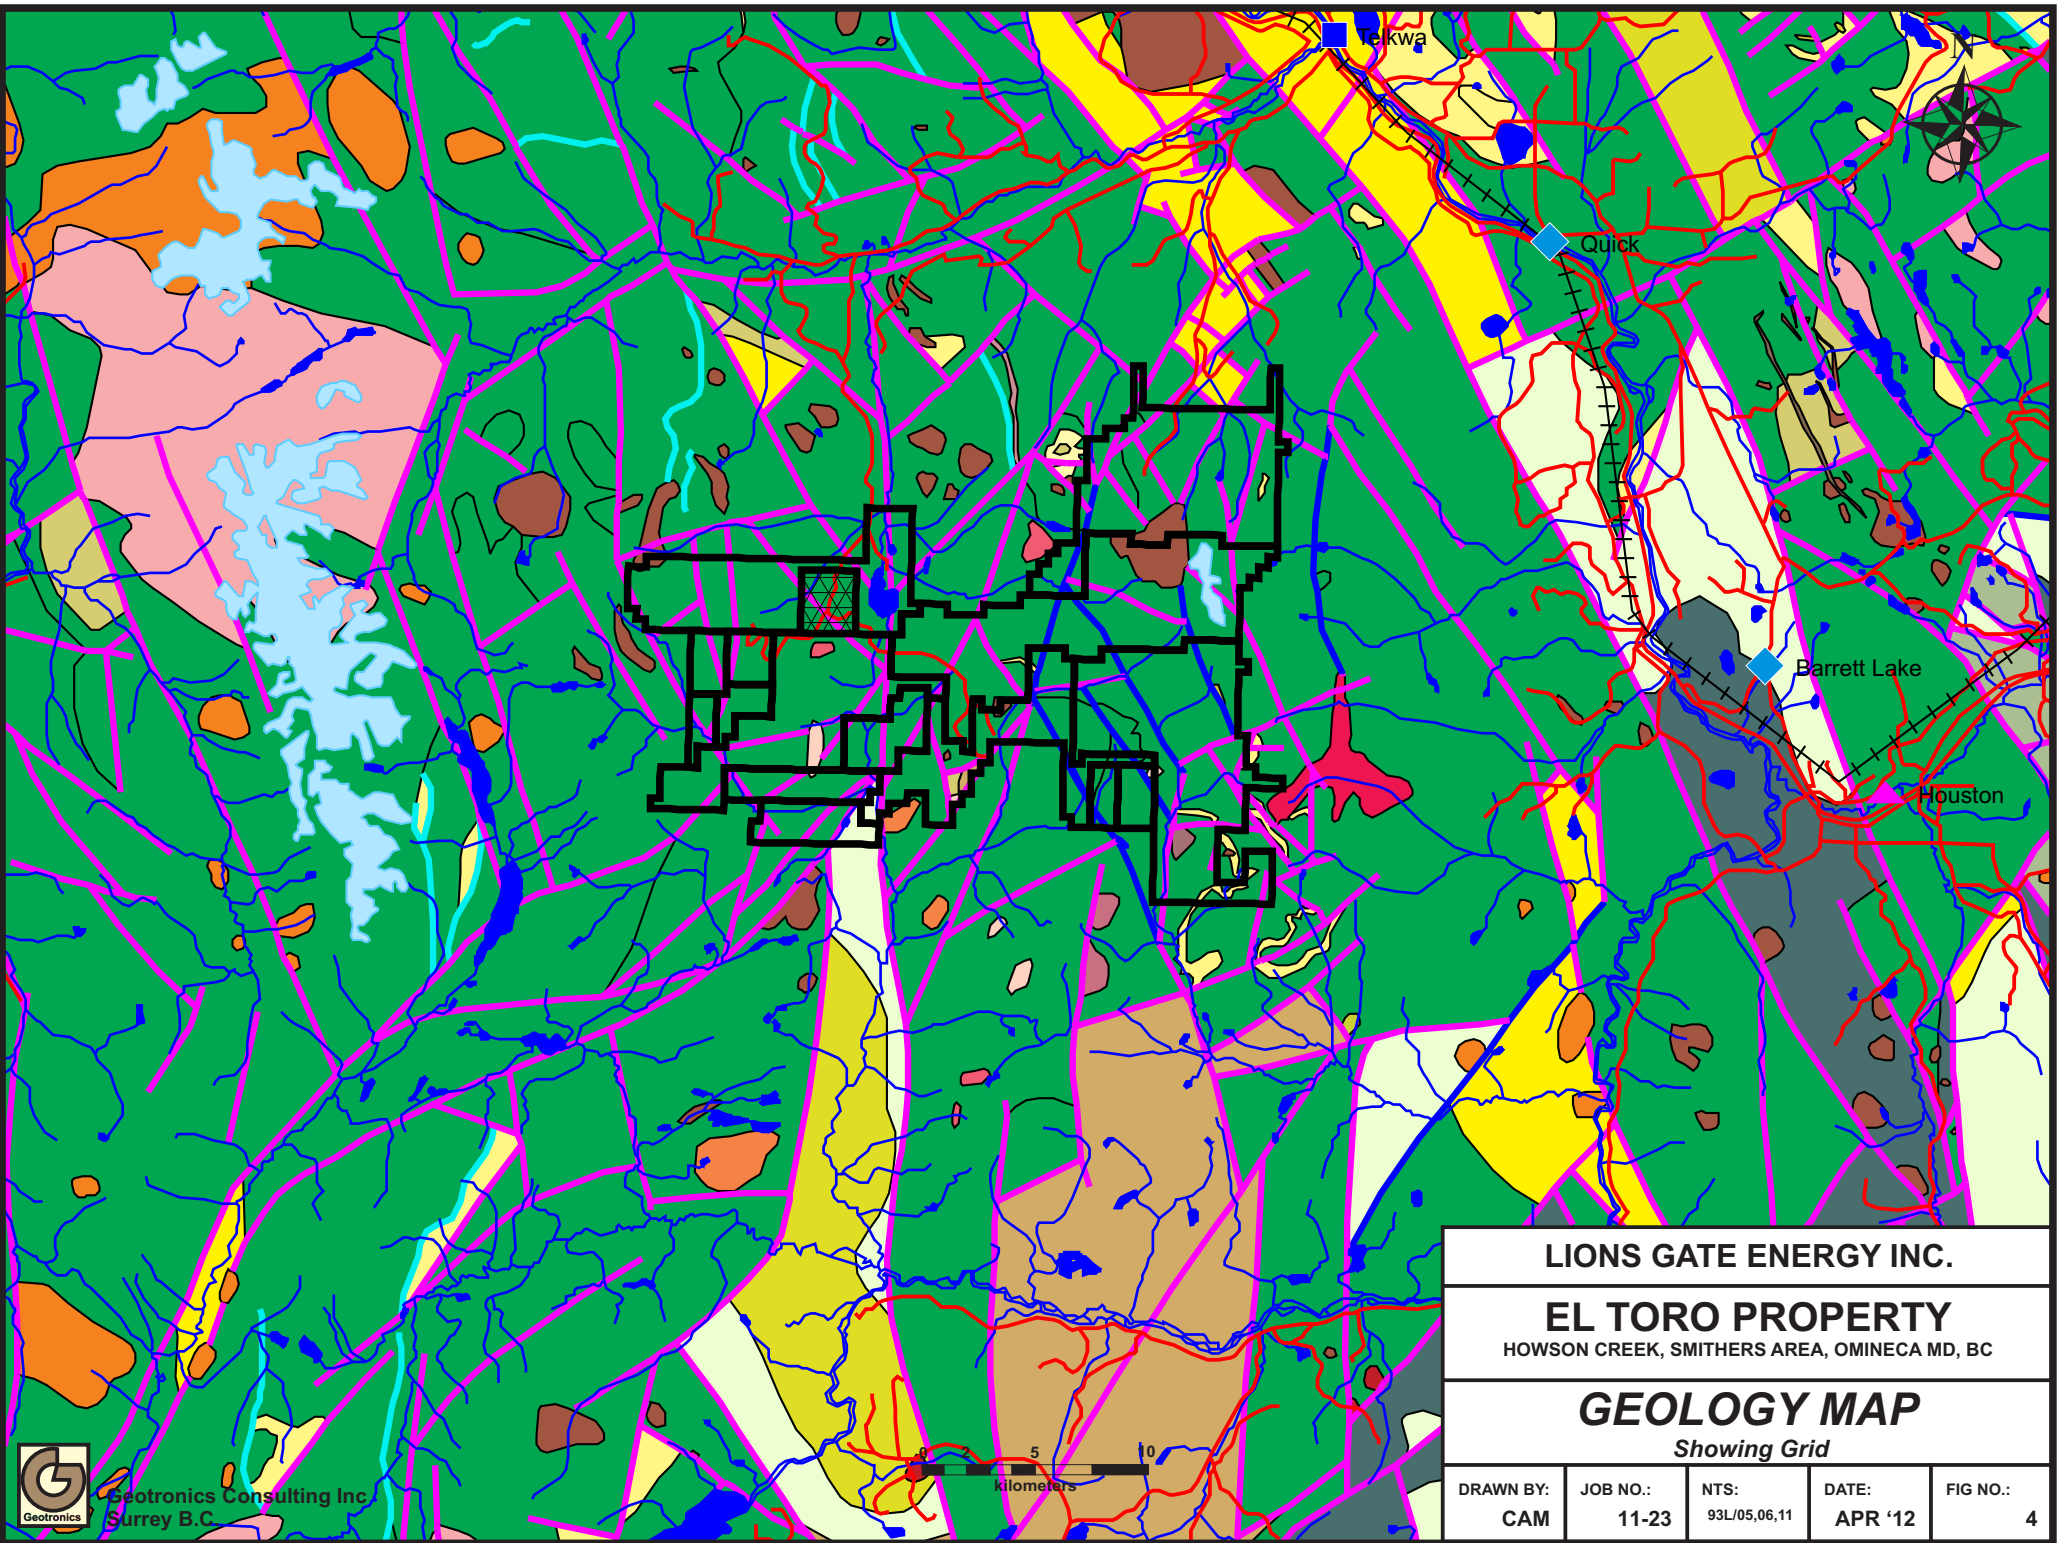 Telkwa
N
Quick
Barrett Lake
Houston
0 2 5 10
kilometers
Geotronics
Geotronics Consulting Inc.
Surrey B.C.
LIONS GATE ENERGY INC.
EL TORO PROPERTY
HOWSON CREEK, SMITHERS AREA, OMINECA MD, BC
GEOLOGY MAP
Showing Grid
DRAWN BY: JOB NO.: NTS: DATE: FIG NO.:
CAM 11-23 93L/05,06,11 APR ‘12 4